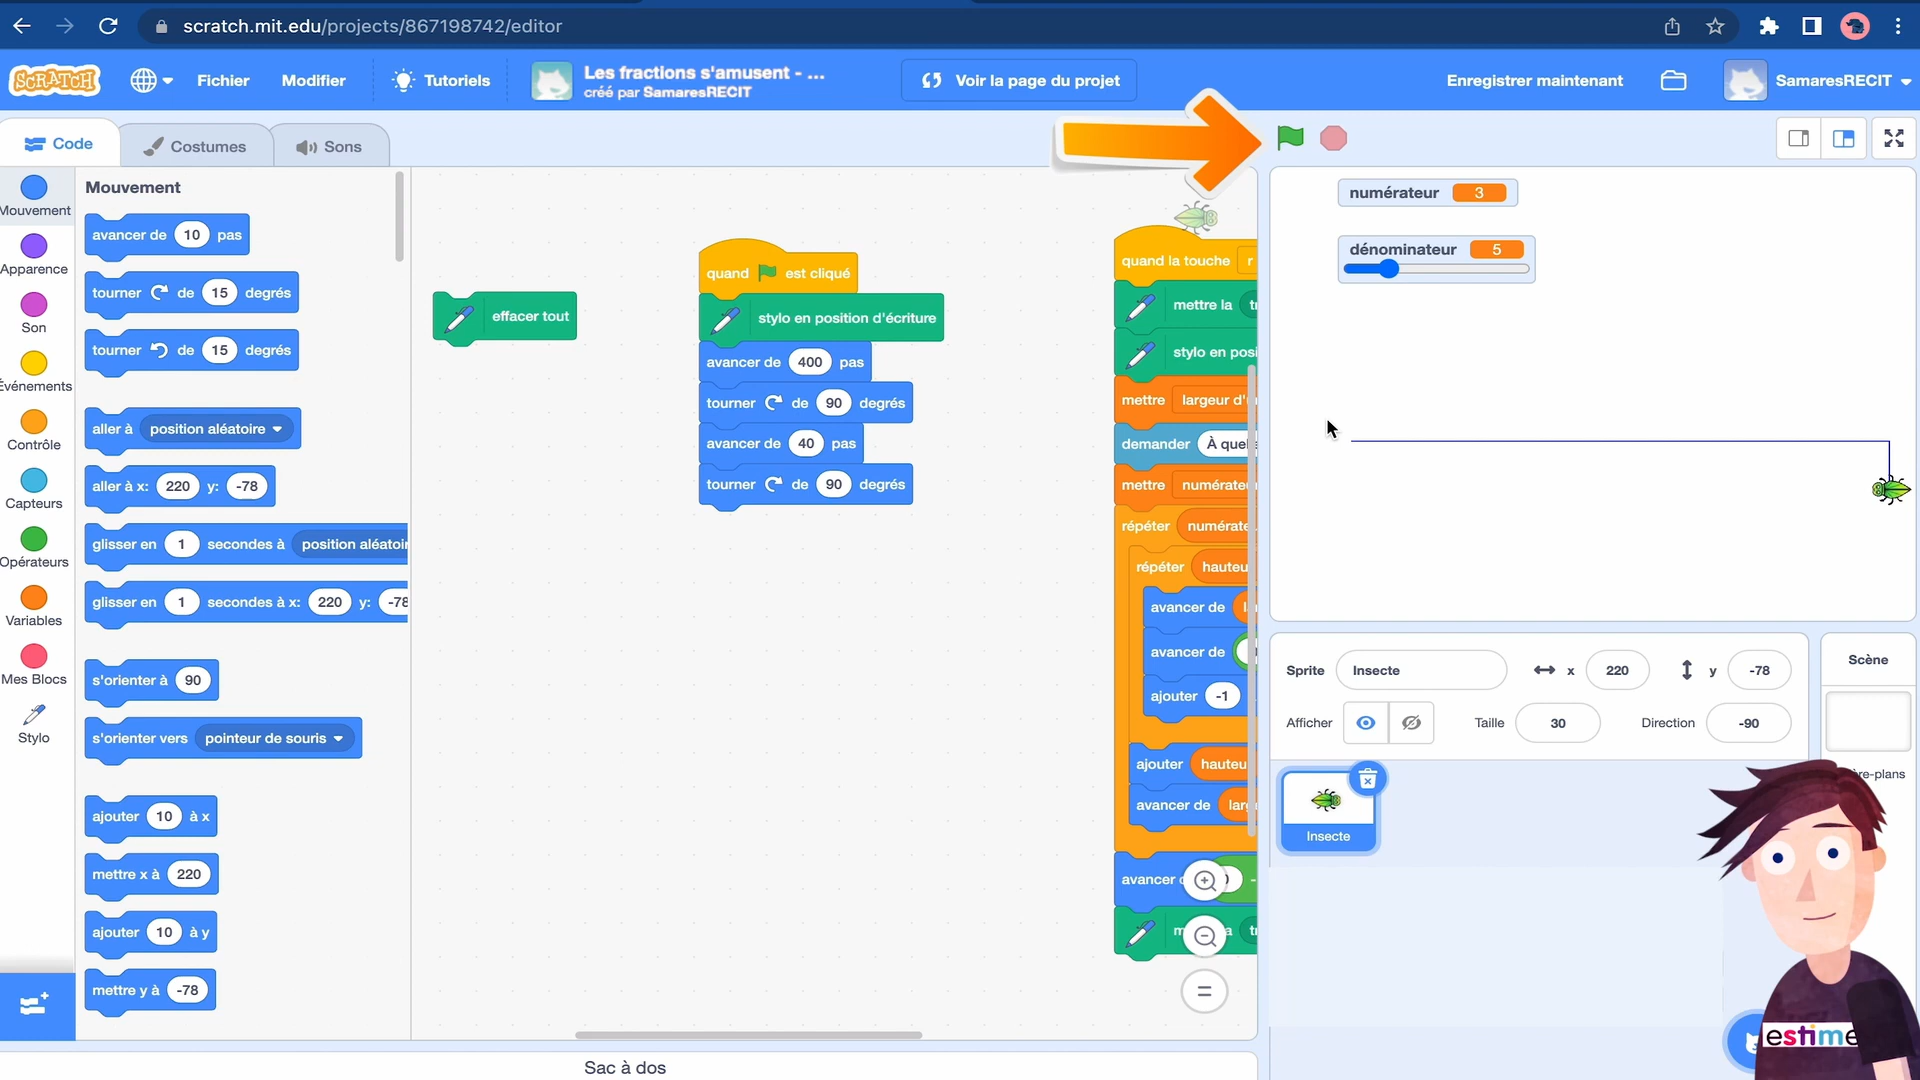 scratch.mit.edu/projects/867198742/editor
SCRATCH
Fichier
Modifier
Tutoriels
Les fractions s'amusent - ...
créé par SamaresRECIT
Voir la page du projet
Enregistrer maintenant
SamaresRECIT
Code
Costumes
Sons
Mouvement
Apparence
Son
Événements
Contrôle
Capteurs
Opérateurs
Variables
Mes Blocs
Stylo
Mouvement
avancer de 10 pas
tourner de 15 degrés
tourner de 15 degrés
aller à position aléatoire
aller à x: 220 y: -78
glisser en 1 secondes à position aléatoir
glisser en 1 secondes à x: 220 y: -78
s'orienter à 90
s'orienter vers pointeur de souris
ajouter 10 à x
mettre x à 220
ajouter 10 à y
mettre y à -78
effacer tout
quand est cliqué
stylo en position d'écriture
avancer de 400 pas
tourner de 90 degrés
avancer de 40 pas
tourner de 90 degrés
quand la touche r
mettre la tr
stylo en posi
mettre largeur d'u
demander À quel
mettre numérateu
répéter numérate
répéter hauteu
avancer de
avancer de
ajouter -1
ajouter hauteu
avancer de larg
avancer
Sac à dos
numérateur 3
dénominateur 5
Sprite Insecte x 220 y -78
Afficher Taille 30 Direction -90
Insecte
Scène
re-plans
estime